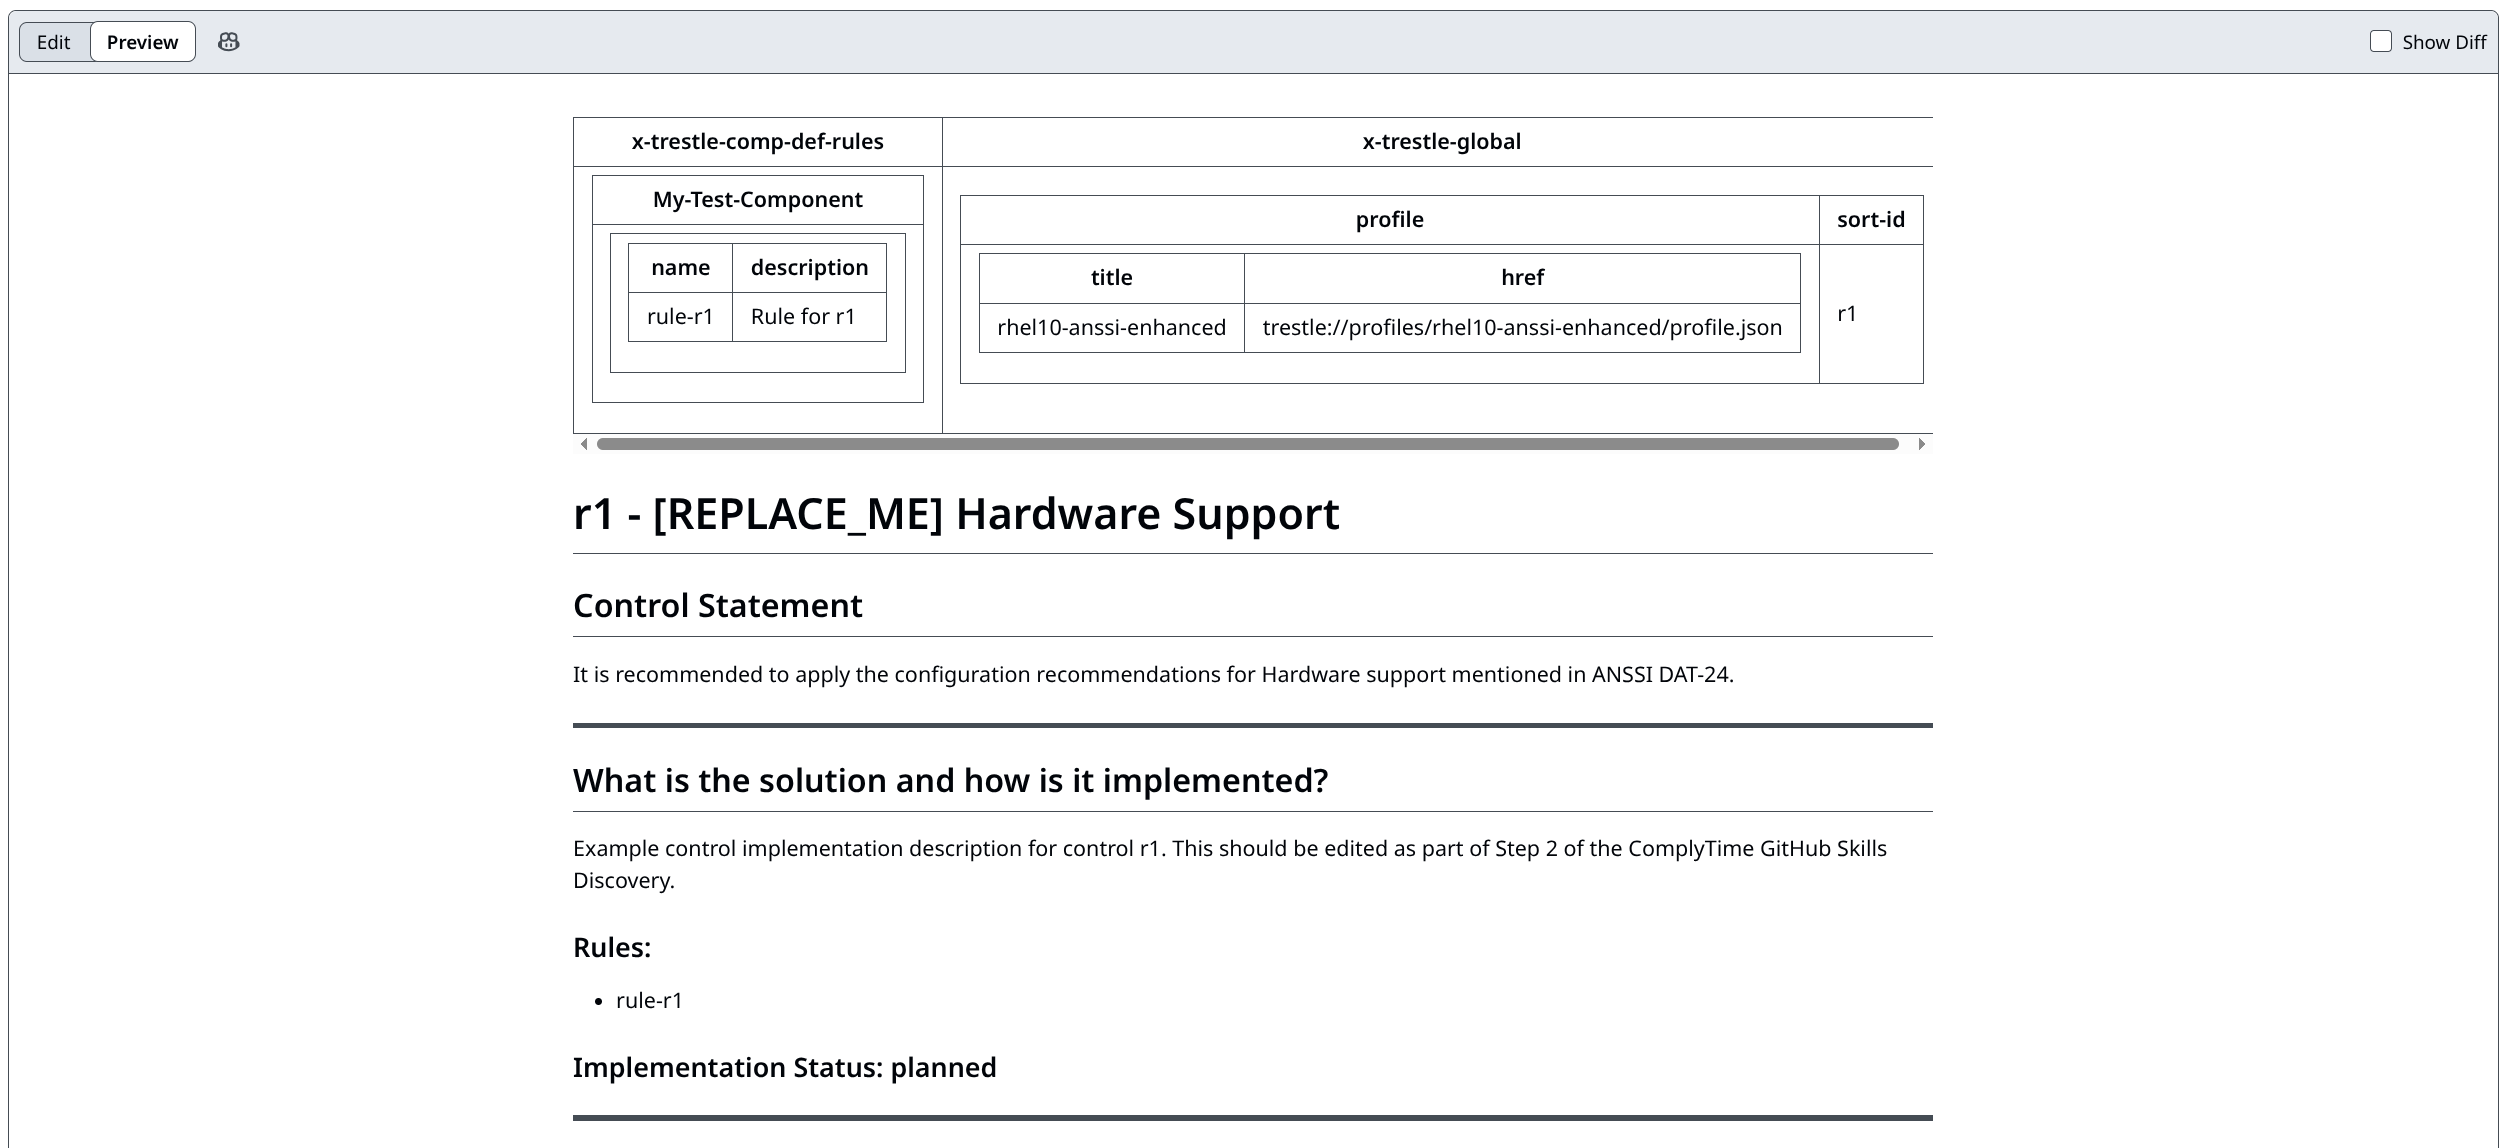 Edit Preview Show Diff
x-trestle-comp-def-rules x-trestle-global
My-Test-Component
profile sort-id
name description
title href
rule-r1 Rule for r1
rhel10-anssi-enhanced trestle://profiles/rhel10-anssi-enhanced/profile.json
r1
r1 - [REPLACE_ME] Hardware Support
Control Statement
It is recommended to apply the configuration recommendations for Hardware support mentioned in ANSSI DAT-24.
What is the solution and how is it implemented?
Example control implementation description for control r1. This should be edited as part of Step 2 of the ComplyTime GitHub Skills
Discovery.
Rules:
• rule-r1
Implementation Status: planned